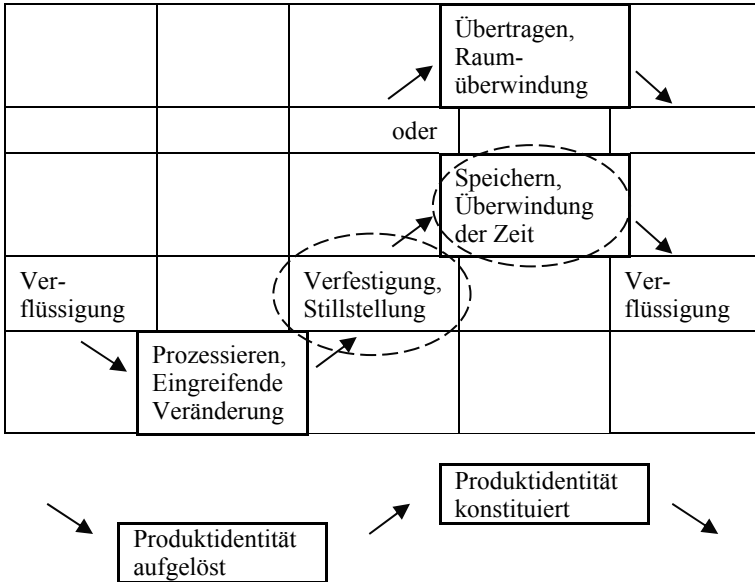 Übertragen,
Raum-
überwindung
oder
Speichern,
Überwindung
der Zeit
Ver-
flüssigung
Verfestigung,
Stillstellung
Ver-
flüssigung
Prozessieren,
Eingreifende
Veränderung
Produktidentität
konstituiert
Produktidentität
aufgelöst